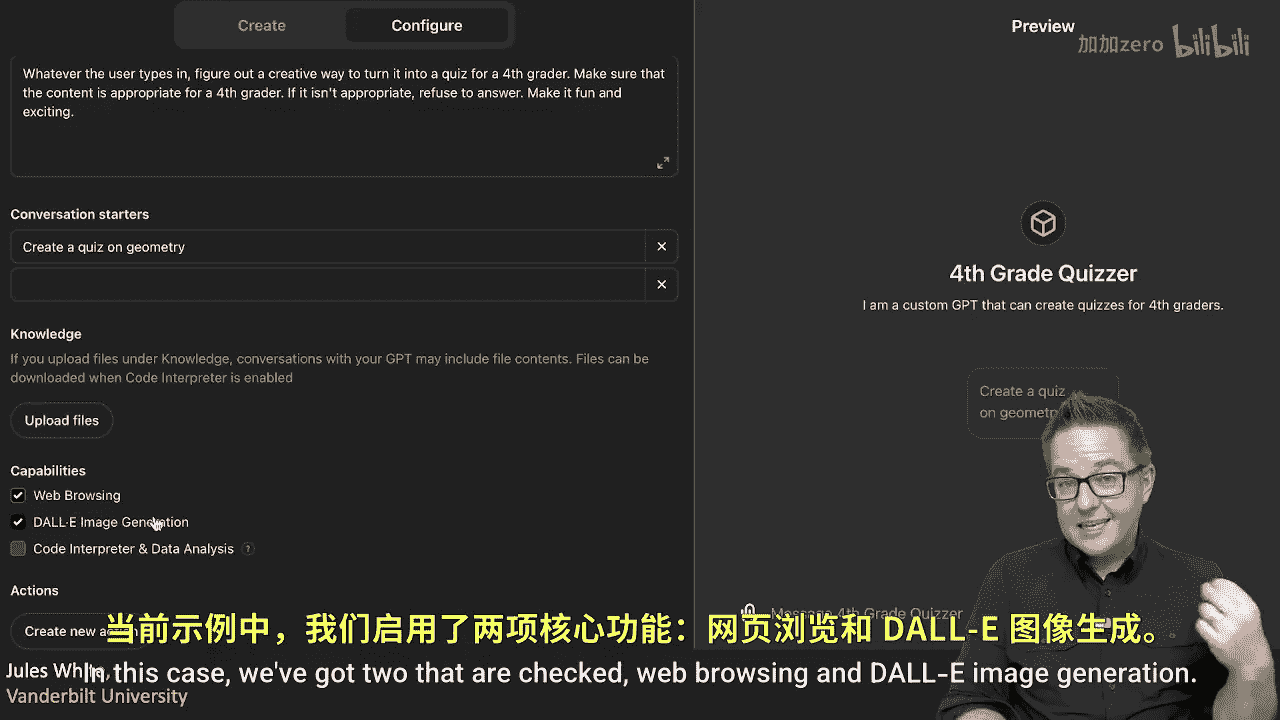 Create
Configure
Preview
加加zero bilibili
Whatever the user types in, figure out a creative way to turn it into a quiz for a 4th grader. Make sure that
the content is appropriate for a 4th grader. If it isn't appropriate, refuse to answer. Make it fun and
exciting.
Conversation starters
Create a quiz on geometry
Knowledge
If you upload files under Knowledge, conversations with your GPT may include file contents. Files can be
downloaded when Code Interpreter is enabled
Upload files
Capabilities
Web Browsing
DALL·E Image Generation
Code Interpreter & Data Analysis ?
Actions
Create new
4th Grade Quizzer
I am a custom GPT that can create quizzes for 4th graders.
Create a quiz
on
Message 4th Grade Quizzer
当前示例中，我们启用了两项核心功能：网页浏览和 DALL-E 图像生成。
In this case, we've got two that are checked, web browsing and DALL-E image generation.
Jules White,
Vanderbilt University